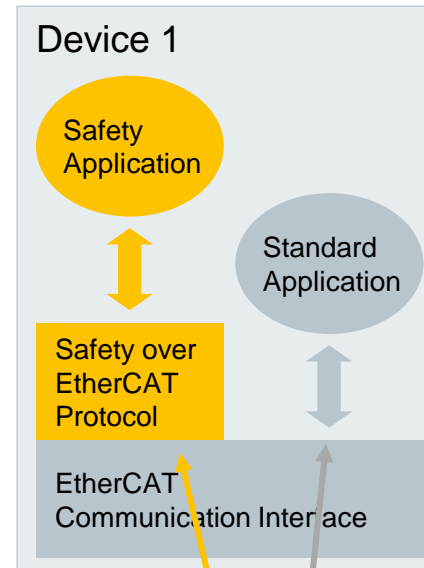 Device 1
Safety
Application
Standard
Application
Safety over
EtherCAT
Protocol
EtherCAT
Communication Interface